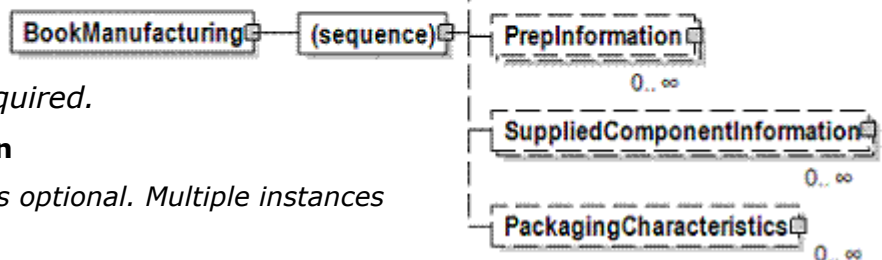 BookManufacturing (sequence) PrepInformation
0.. ∞
quired.
SuppliedComponentInformation
n
0.. ∞
s optional. Multiple instances
PackagingCharacteristics
0.. ∞